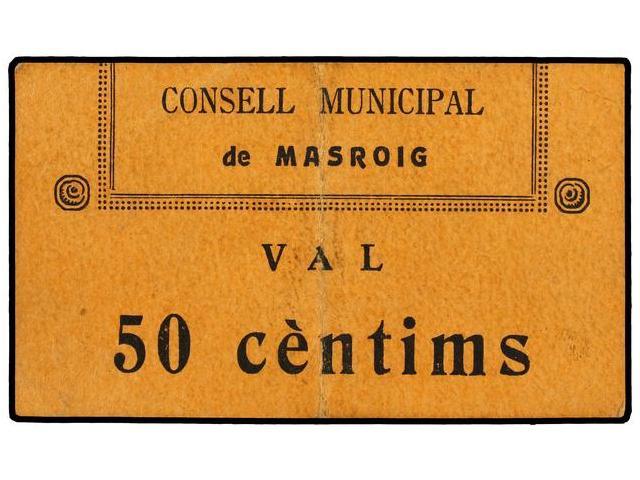 CONSELL MUNICIPAL
de MASROIG
VAL
50 cèntims